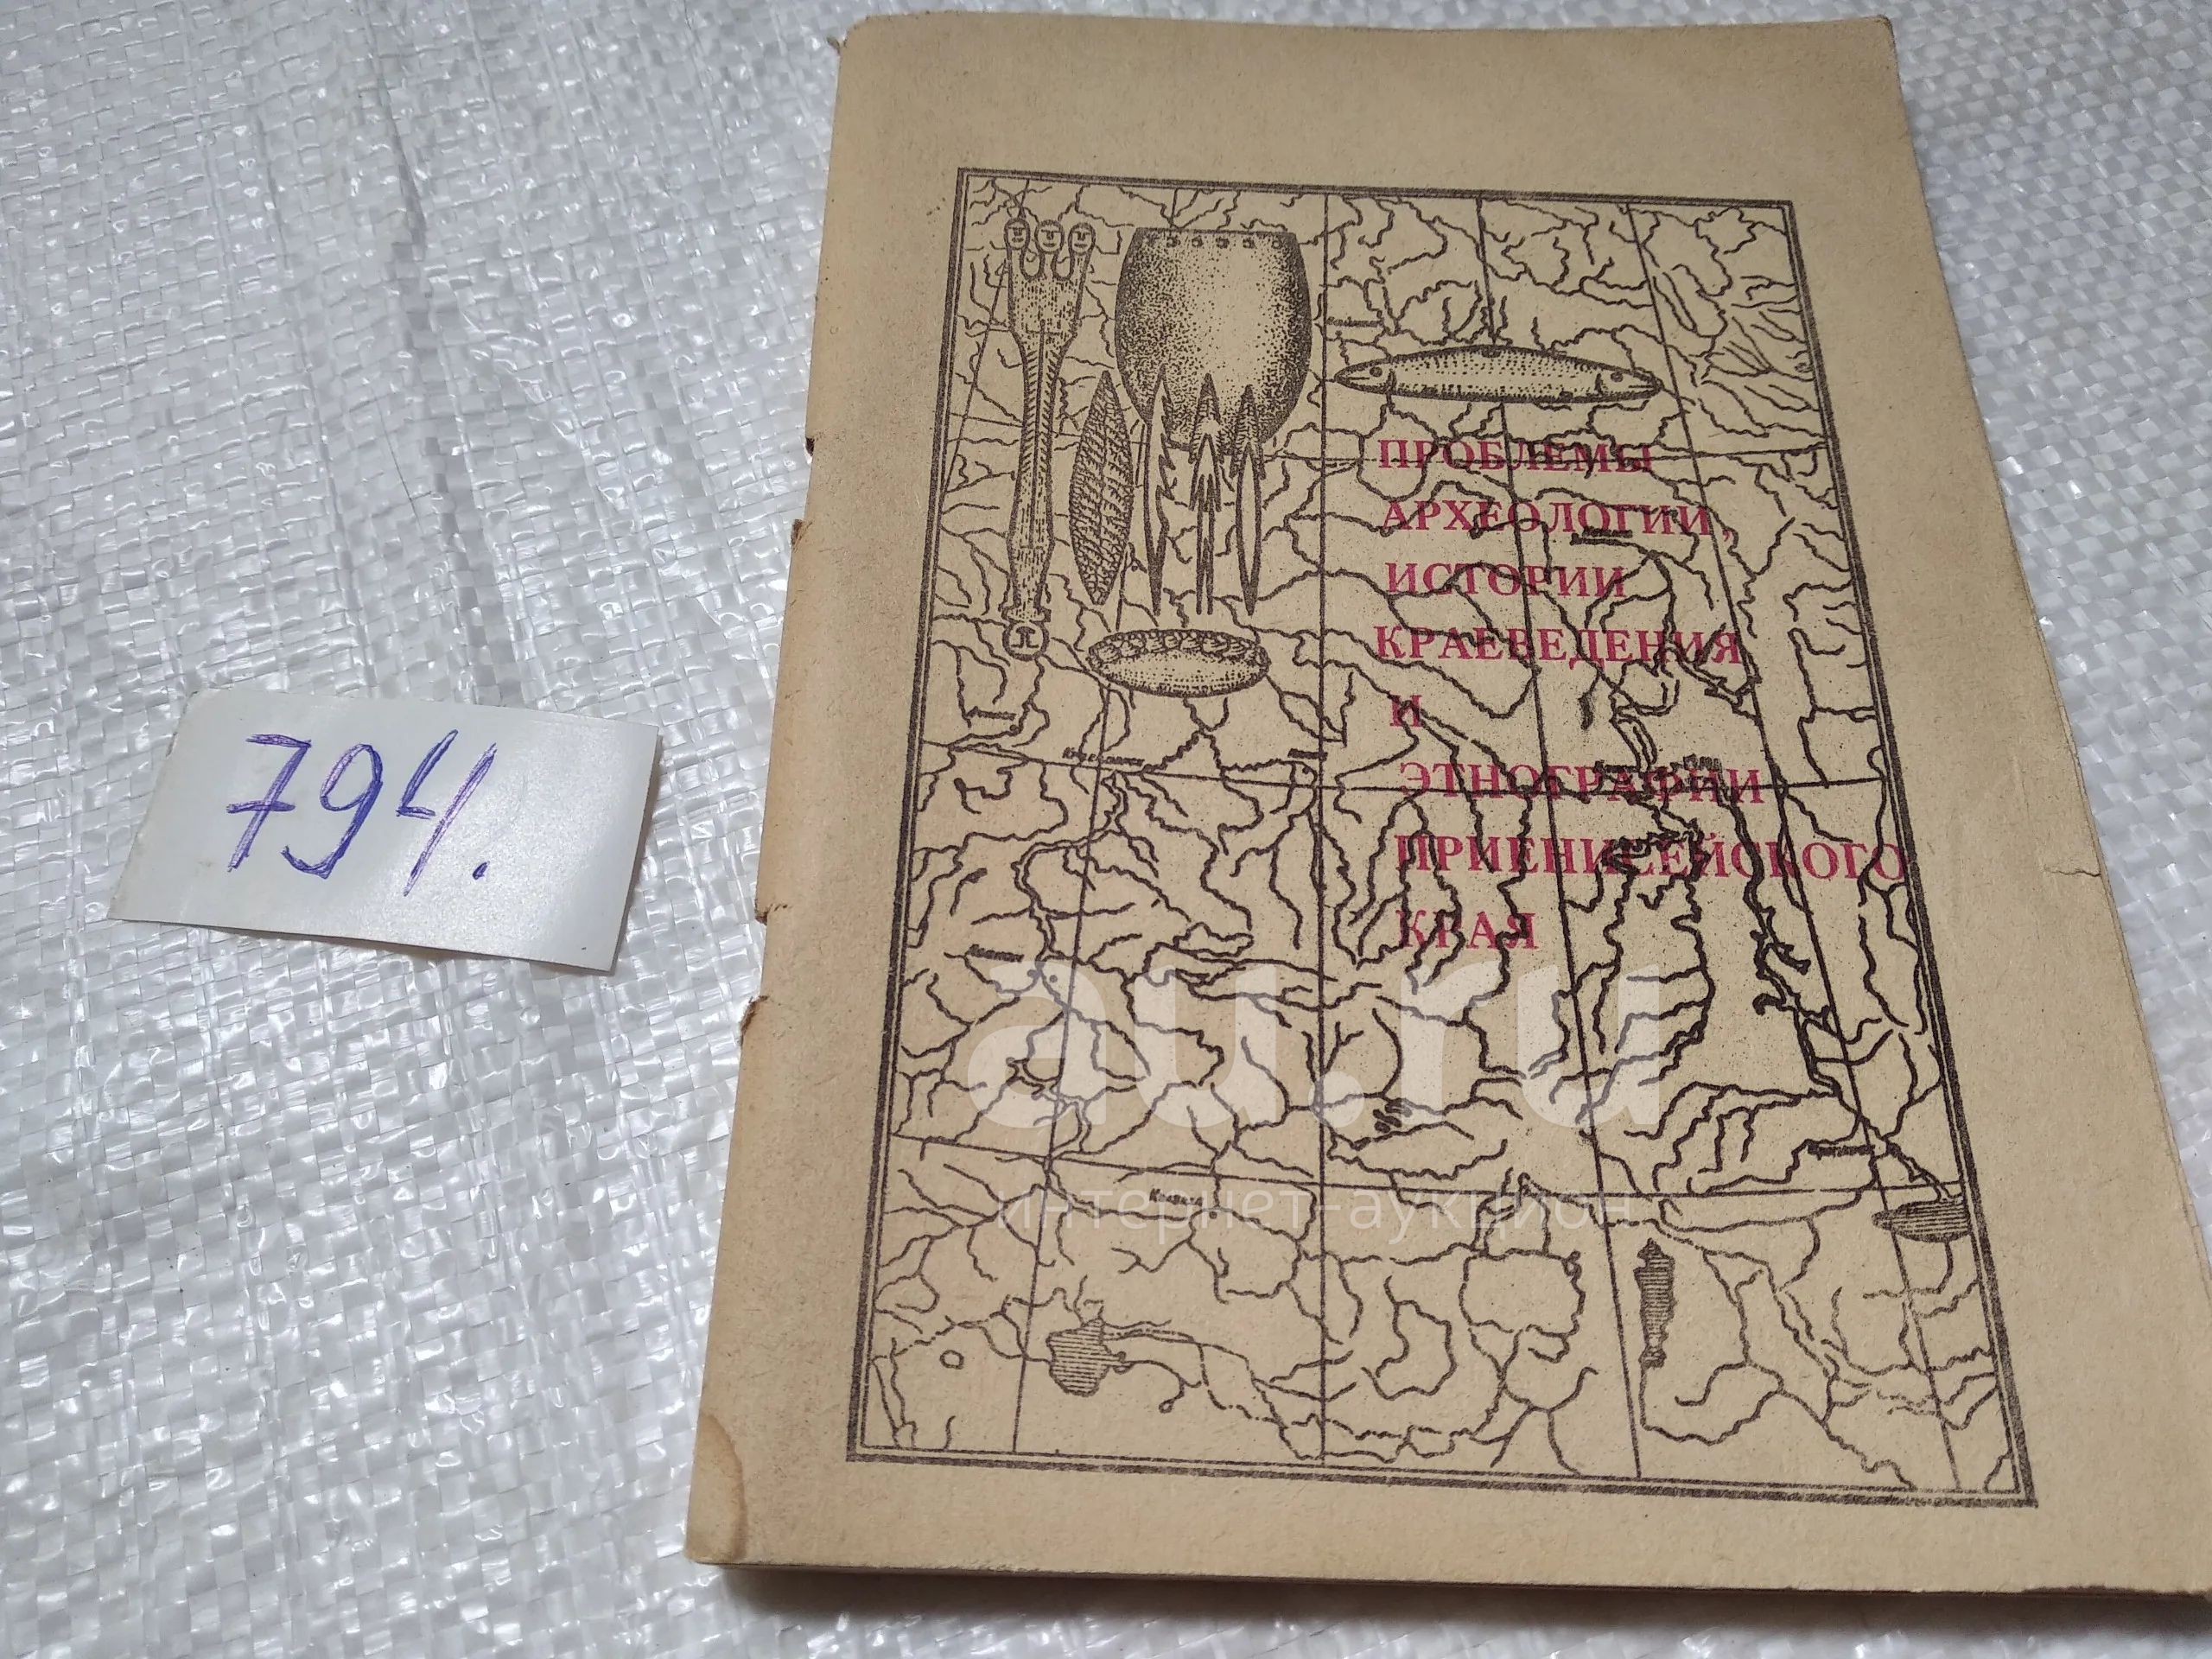 794.
ПРОБЛЕМЫ
АРХЕОЛОГИИ,
ИСТОРИИ
КРАЕВЕДЕНИЯ
И
ЭТНОГРАФИИ
ПРИЕНИСЕЙСКОГО
КРАЯ
au.ru
интернет-аукцион